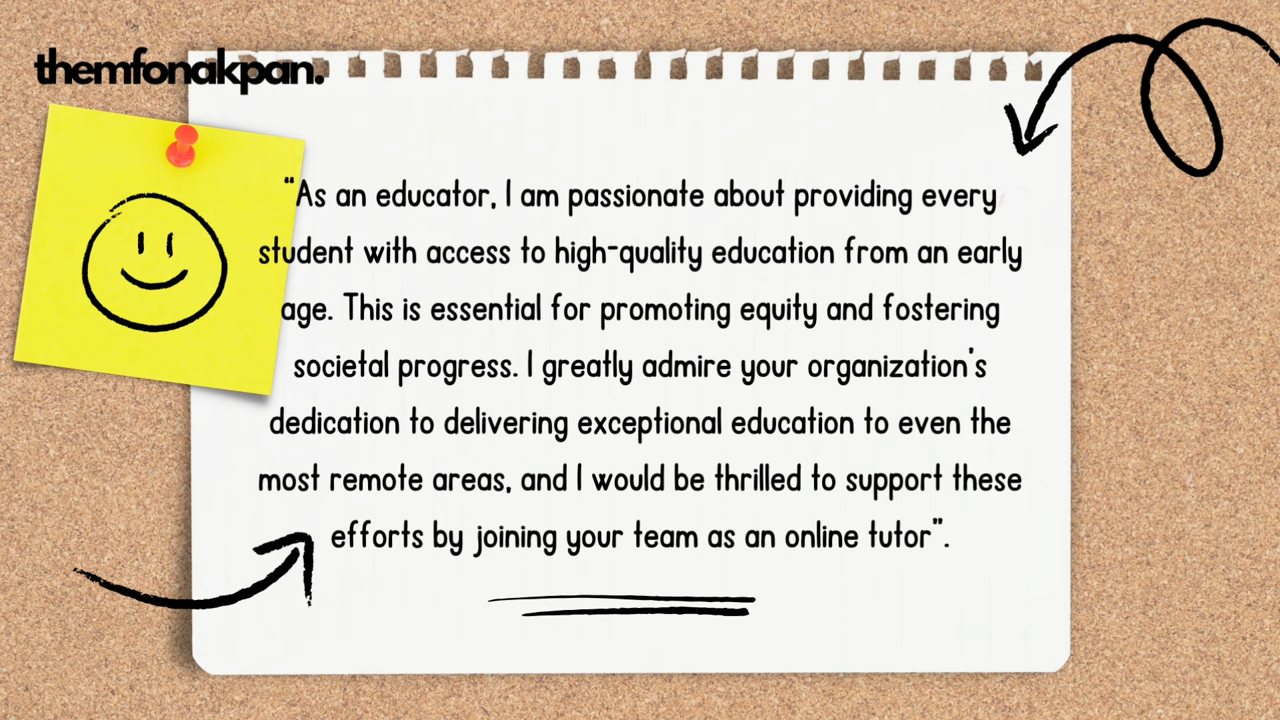 themfonakpan.
“As an educator, I am passionate about providing every
student with access to high-quality education from an early
age. This is essential for promoting equity and fostering
societal progress. I greatly admire your organization’s
dedication to delivering exceptional education to even the
most remote areas, and I would be thrilled to support these
efforts by joining your team as an online tutor”.